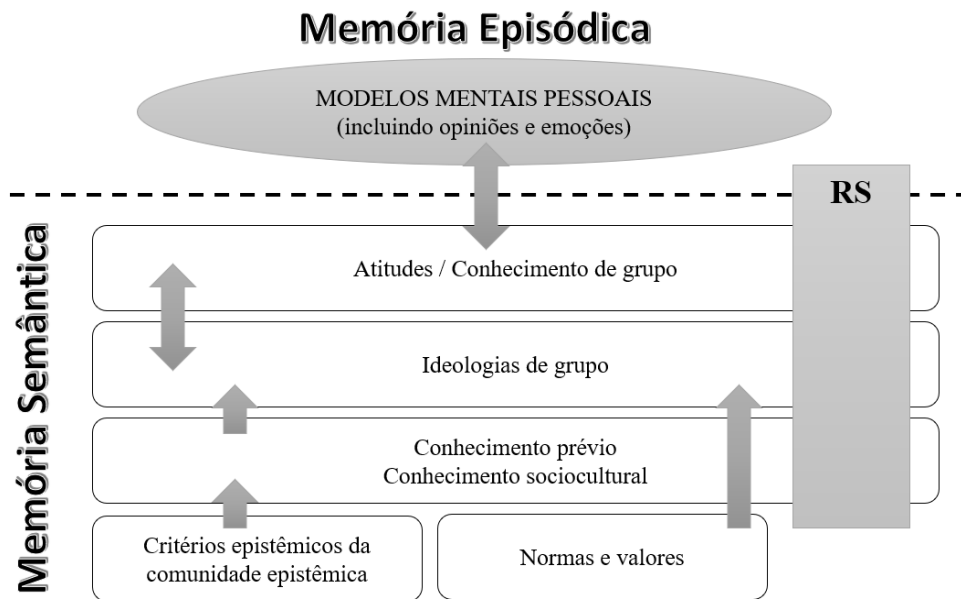 Memória Episódica
MODELOS MENTAIS PESSOAIS
(incluindo opiniões e emoções)
RS
Memória Semântica
Atitudes / Conhecimento de grupo
Ideologias de grupo
Conhecimento prévio
Conhecimento sociocultural
Critérios epistêmicos da
comunidade epistêmica
Normas e valores